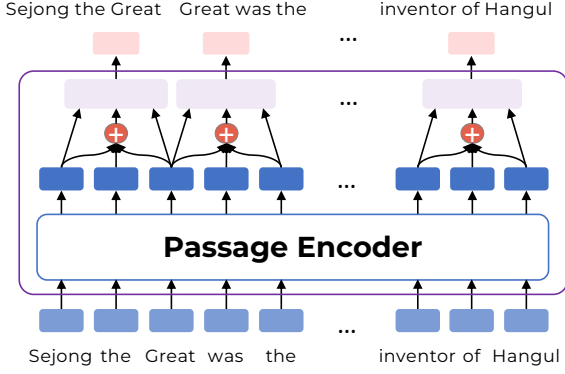 Sejong the Great Great was the ... inventor of Hangul
...
+ + +
...
Passage Encoder
...
Sejong the Great was the inventor of Hangul